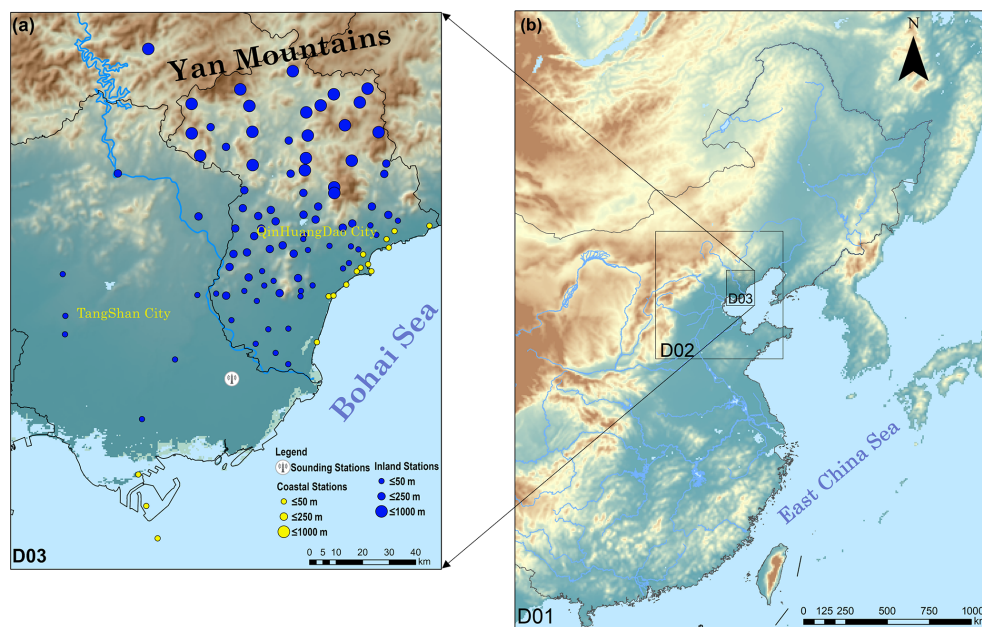 (a)
Yan Mountains
QinHuangDao City
TangShan City
Bohai Sea
Legend
Sounding Stations
Coastal Stations
≤50 m
≤250 m
≤1000 m
Inland Stations
≤50 m
≤250 m
≤1000 m
D03
0 5 10 20 30 40
km
(b)
N
D03
D02
East China Sea
D01
0 125 250 500 750 1000
km